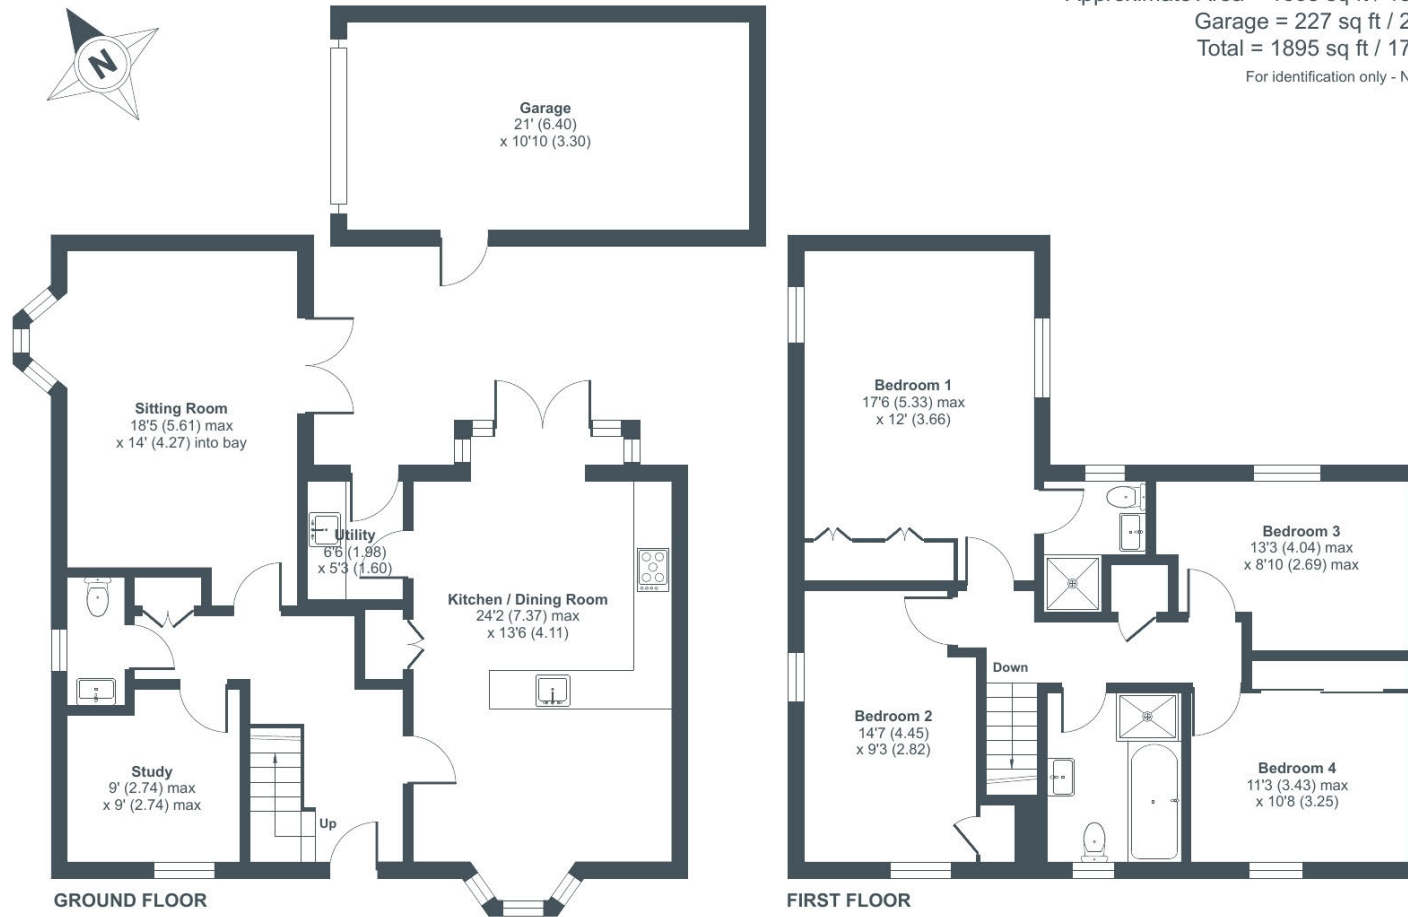 Garage = 227 sq ft / 2
Total = 1895 sq ft / 17
For identification only - N
N
Garage
21' (6.40)
x 10'10 (3.30)
Sitting Room
18'5 (5.61) max
x 14' (4.27) into bay
Utility
6'6 (1.98)
x 5'3 (1.60)
Kitchen / Dining Room
24'2 (7.37) max
x 13'6 (4.11)
Study
9' (2.74) max
x 9' (2.74) max
Up
GROUND FLOOR
Bedroom 1
17'6 (5.33) max
x 12' (3.66)
Bedroom 3
13'3 (4.04) max
x 8'10 (2.69) max
Down
Bedroom 2
14'7 (4.45)
x 9'3 (2.82)
Bedroom 4
11'3 (3.43) max
x 10'8 (3.25)
FIRST FLOOR